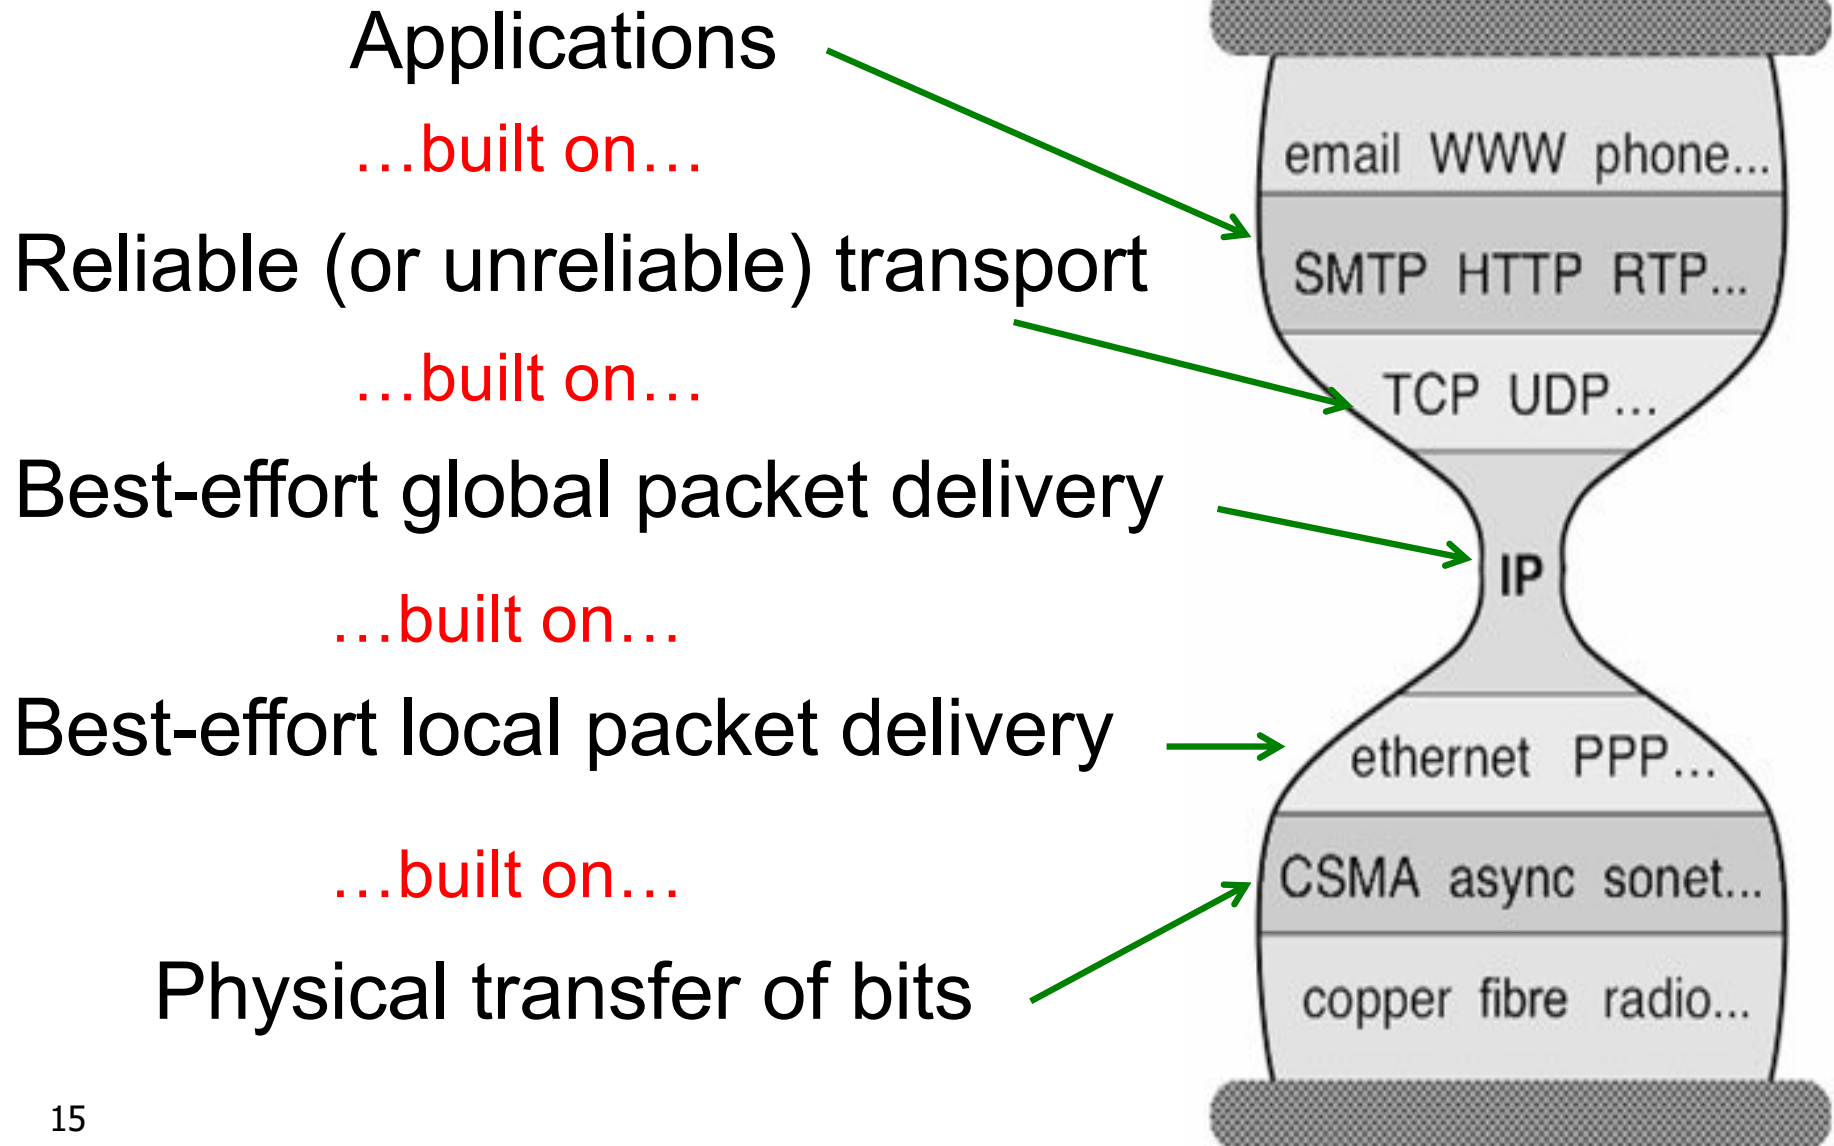 Applications
…built on…
Reliable (or unreliable) transport
…built on…
Best-effort global packet delivery
…built on…
Best-effort local packet delivery
…built on…
Physical transfer of bits
15
email WWW phone...
SMTP HTTP RTP...
TCP UDP…
IP
ethernet PPP…
CSMA async sonet...
copper fibre radio...